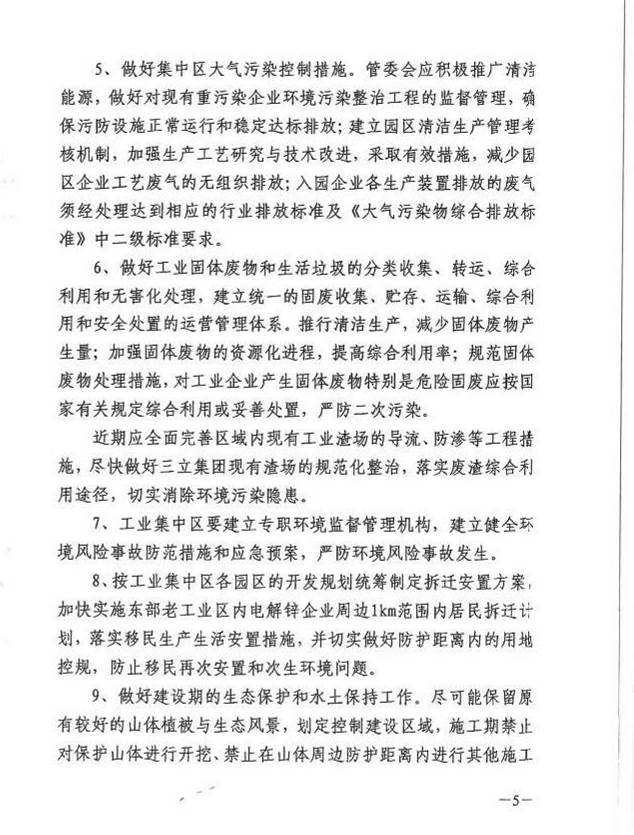 5、做好集中区大气污染控制措施。管委会应积极推广清洁
能源，做好对现有重污染企业环境污染整治工程的监督管理，确
保污防设施正常运行和稳定达标排放；建立园区清洁生产管理考
核机制，加强生产工艺研究与技术改进，采取有效措施，减少园
区企业工艺废气的无组织排放；入园企业各生产装置排放的废气
须经处理达到相应的行业排放标准及《大气污染物综合排放标
准》中二级标准要求。
6、做好工业固体废物和生活垃圾的分类收集、转运、综合
利用和无害化处理，建立统一的固废收集、贮存、运输、综合利
用和安全处置的运营管理体系。推行清洁生产，减少固体废物产
生量；加强固体废物的资源化进程，提高综合利用率；规范固体
废物处理措施，对工业企业产生固体废物特别是危险固废应按国
家有关规定综合利用或妥善处置，严防二次污染。
近期应全面完善区域内现有工业渣场的导流、防渗等工程措
施，尽快做好三立集团现有渣场的规范化整治，落实废渣综合利
用途径，切实消除环境污染隐患。
7、工业集中区要建立专职环境监督管理机构，建立健全环
境风险事故防范措施和应急预案，严防环境风险事故发生。
8、按工业集中区各园区的开发规划统筹制定拆迁安置方案，
加快实施东部老工业区内电解锌企业周边1km范围内居民拆迁计
划，落实移民生产生活安置措施，并切实做好防护距离内的用地
控规，防止移民再次安置和次生环境问题。
9、做好建设期的生态保护和水土保持工作。尽可能保留原
有较好的山体植被与生态风景，划定控制建设区域，施工期禁止
对保护山体进行开挖、禁止在山体周边防护距离内进行其他施工
—5—